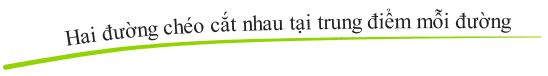 Hai đường chéo cắt nhau tại trung điểm mỗi đường